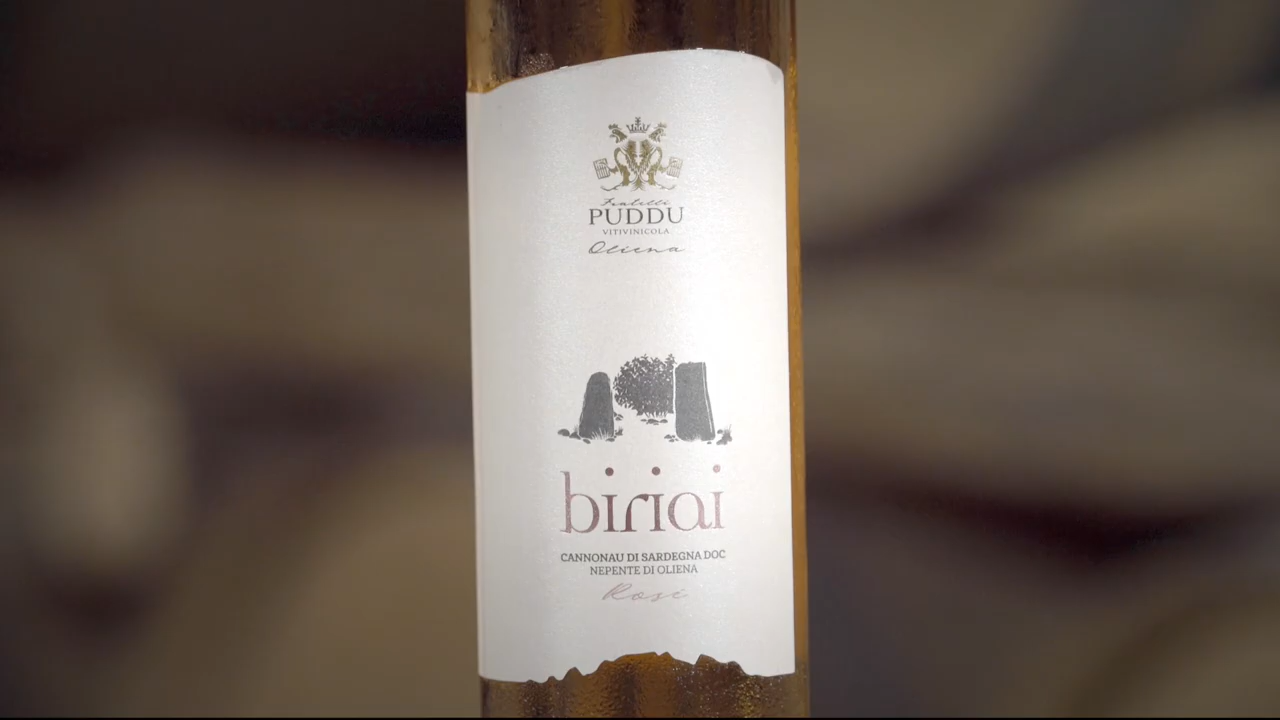 Fratelli
PUDDU
VITIVINICOLA
Oliena
biriai
CANNONAU DI SARDEGNA DOC
NEPENTE DI OLIENA
Rosé